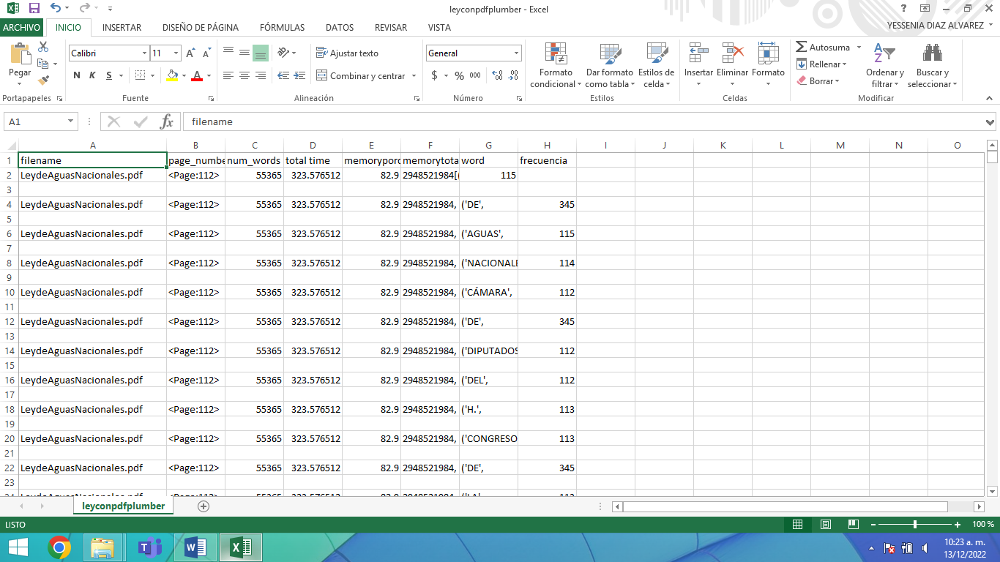 leyconpdfplumber - Excel
ARCHIVO INICIO INSERTAR DISEÑO DE PÁGINA FÓRMULAS DATOS REVISAR VISTA YESSENIA DIAZ ALVAREZ
Pegar
Portapapeles
Calibri 11
N K S
Fuente
Ajustar texto
Combinar y centrar
Alineación
General
$ % 000
Número
Formato condicional
Dar formato como tabla
Estilos de celda
Estilos
Insertar
Eliminar
Formato
Celdas
Autosuma
Rellenar
Borrar
Ordenar y filtrar
Buscar y seleccionar
Modificar
A1 fx filename
A B C D E F G H I J K L M N O
1 filename page_numbe num_words total time memoryporc memorytota word frecuencia
2 LeydeAguasNacionales.pdf <Page:112> 55365 323.576512 82.9 2948521984[( 115
3
4 LeydeAguasNacionales.pdf <Page:112> 55365 323.576512 82.9 2948521984, ('DE', 345
5
6 LeydeAguasNacionales.pdf <Page:112> 55365 323.576512 82.9 2948521984, ('AGUAS', 115
7
8 LeydeAguasNacionales.pdf <Page:112> 55365 323.576512 82.9 2948521984, ('NACIONALE 114
9
10 LeydeAguasNacionales.pdf <Page:112> 55365 323.576512 82.9 2948521984, ('CÁMARA', 112
11
12 LeydeAguasNacionales.pdf <Page:112> 55365 323.576512 82.9 2948521984, ('DE', 345
13
14 LeydeAguasNacionales.pdf <Page:112> 55365 323.576512 82.9 2948521984, ('DIPUTADOS 112
15
16 LeydeAguasNacionales.pdf <Page:112> 55365 323.576512 82.9 2948521984, ('DEL', 112
17
18 LeydeAguasNacionales.pdf <Page:112> 55365 323.576512 82.9 2948521984, ('H.', 113
19
20 LeydeAguasNacionales.pdf <Page:112> 55365 323.576512 82.9 2948521984, ('CONGRESO 113
21
22 LeydeAguasNacionales.pdf <Page:112> 55365 323.576512 82.9 2948521984, ('DE', 345
23
leyconpdfplumber
LISTO 100 %
10:23 a. m.
13/12/2022